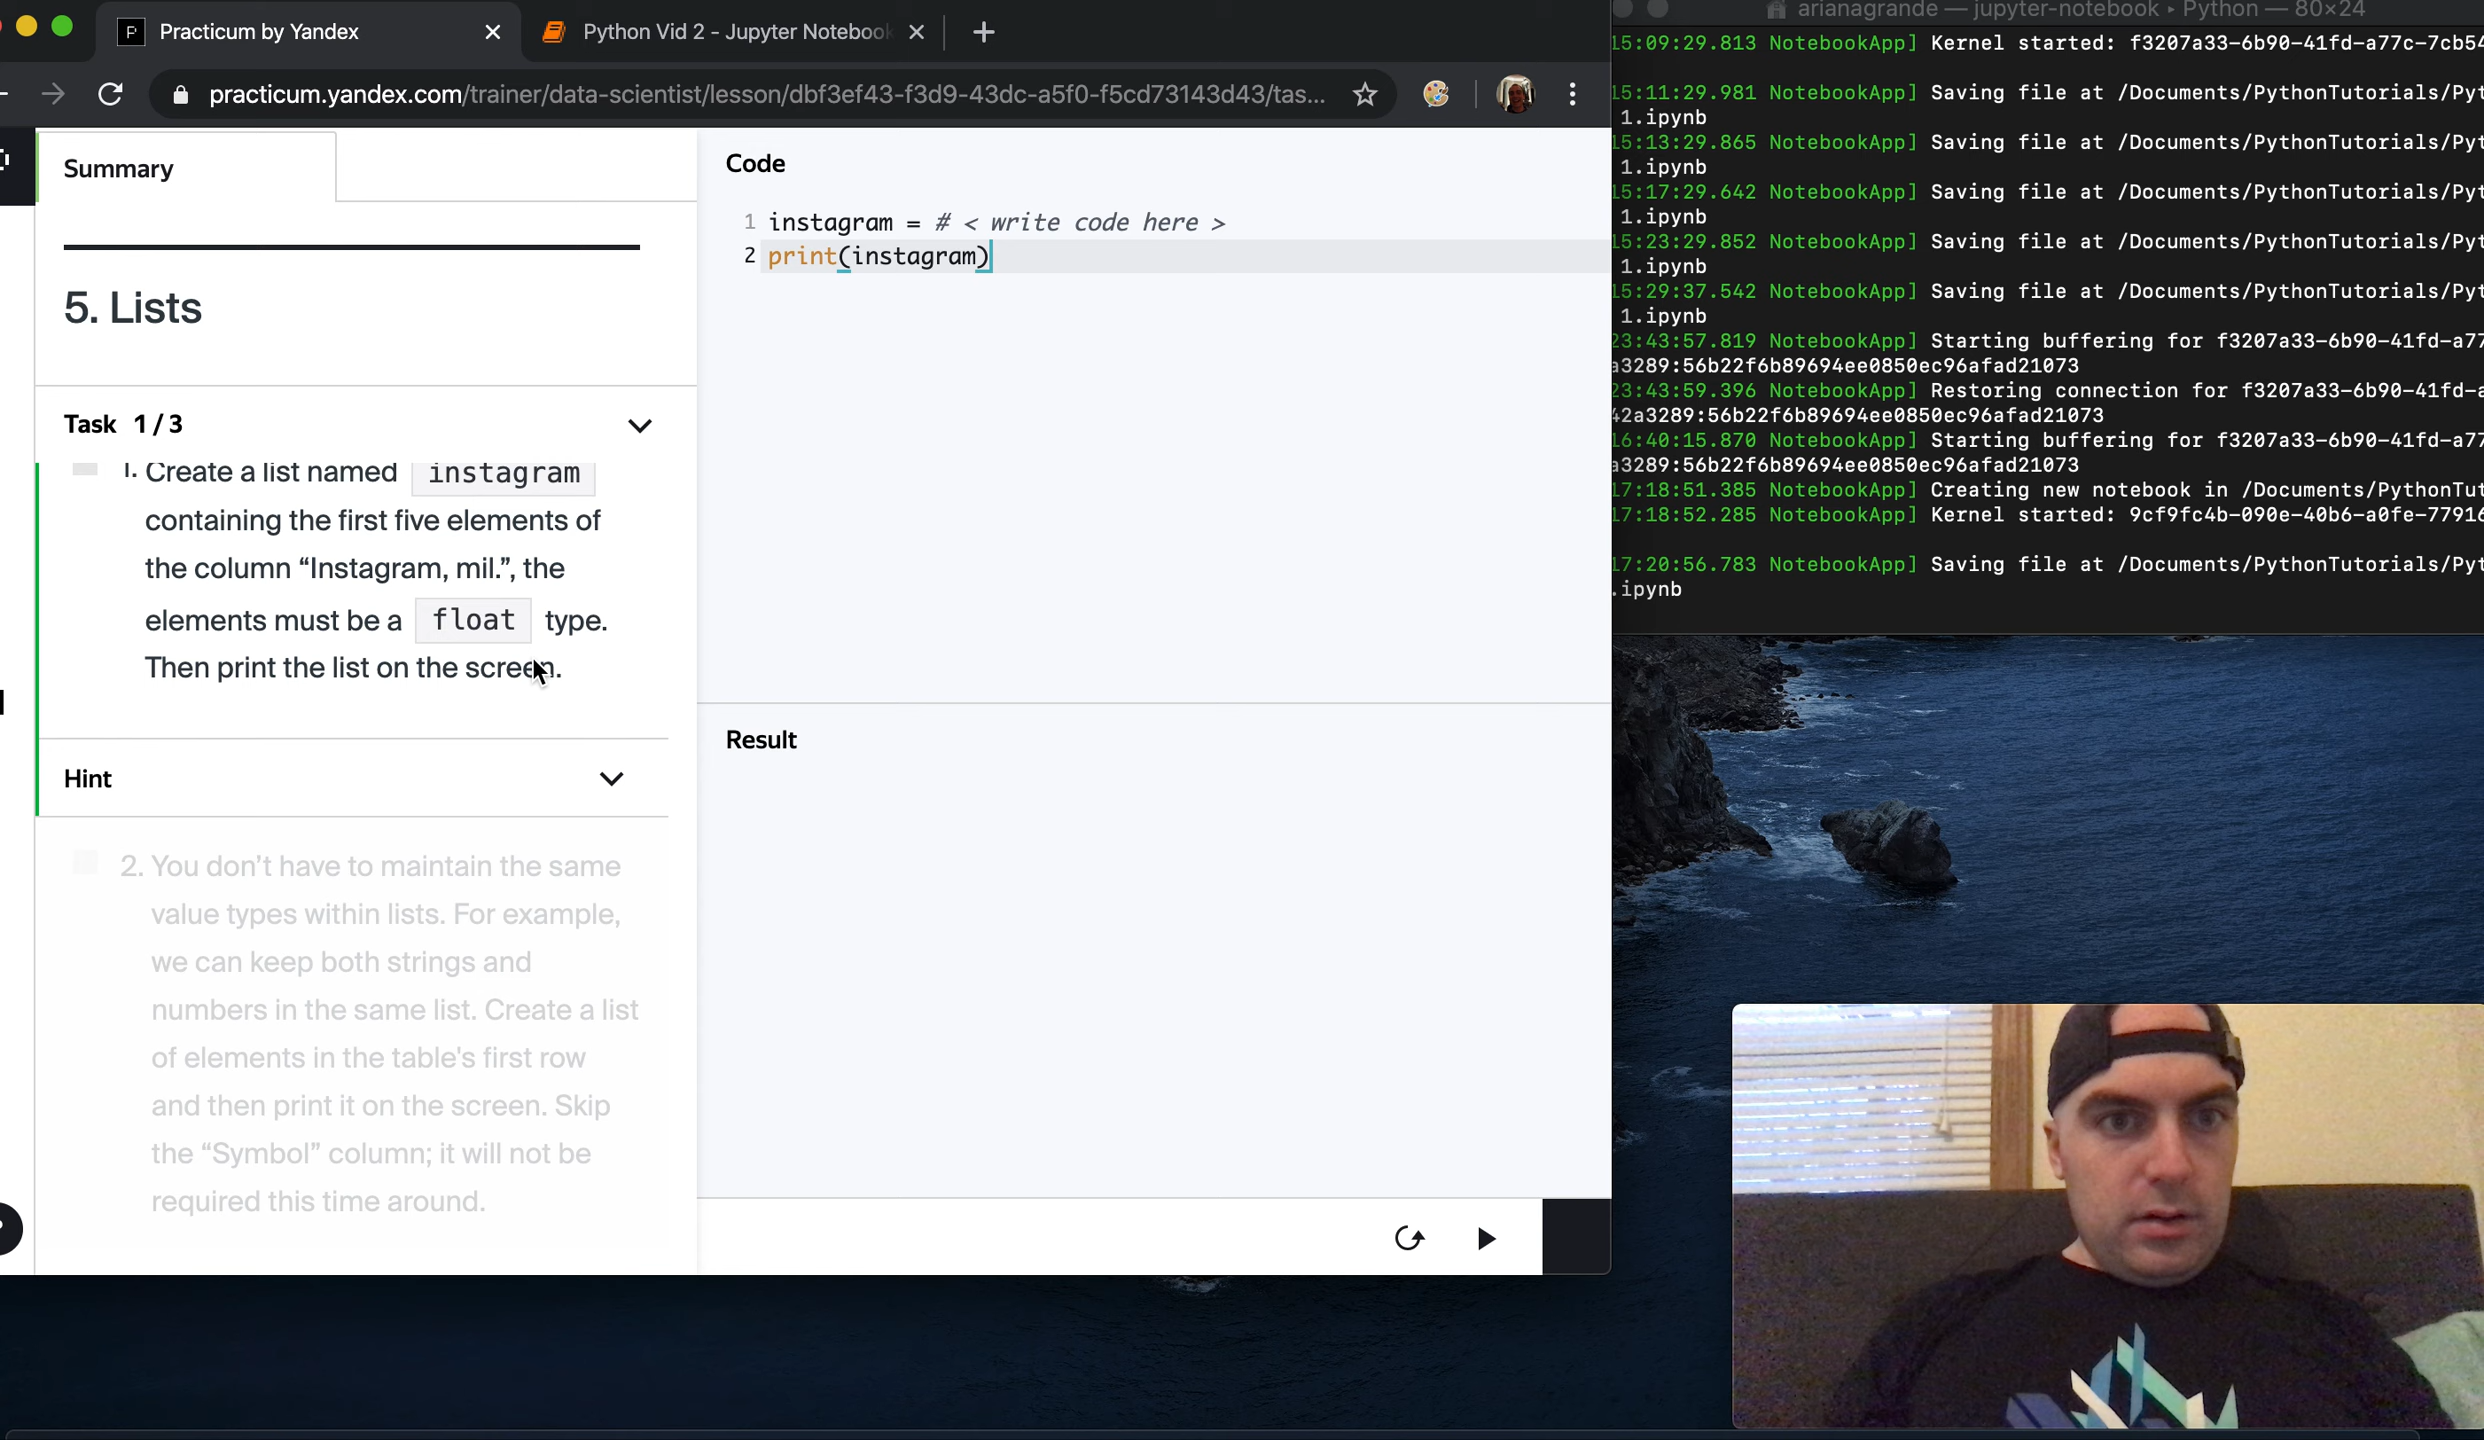 Practicum by Yandex
Python Vid 2 - Jupyter Notebook
practicum.yandex.com/trainer/data-scientist/lesson/dbf3ef43-f3d9-43dc-a5f0-f5cd73143d43/tas...
Summary
5. Lists
Task 1 / 3
1. Create a list named instagram
containing the first five elements of
the column “Instagram, mil.”, the
elements must be a float type.
Then print the list on the screen.
Hint
2. You don't have to maintain the same
value types within lists. For example,
we can keep both strings and
numbers in the same list. Create a list
of elements in the table's first row
and then print it on the screen. Skip
the “Symbol” column; it will not be
required this time around.
Code
1 instagram = # < write code here >
2 print(instagram)
Result
arianagrande — jupyter-notebook ▸ Python — 80×24
15:09:29.813 NotebookApp] Kernel started: f3207a33-6b90-41fd-a77c-7cb54
15:11:29.981 NotebookApp] Saving file at /Documents/PythonTutorials/Pyt
1.ipynb
15:13:29.865 NotebookApp] Saving file at /Documents/PythonTutorials/Pyt
1.ipynb
15:17:29.642 NotebookApp] Saving file at /Documents/PythonTutorials/Pyt
1.ipynb
15:23:29.852 NotebookApp] Saving file at /Documents/PythonTutorials/Pyt
1.ipynb
15:29:37.542 NotebookApp] Saving file at /Documents/PythonTutorials/Pyt
1.ipynb
23:43:57.819 NotebookApp] Starting buffering for f3207a33-6b90-41fd-a77
a3289:56b22f6b89694ee0850ec96afad21073
23:43:59.396 NotebookApp] Restoring connection for f3207a33-6b90-41fd-a
42a3289:56b22f6b89694ee0850ec96afad21073
16:40:15.870 NotebookApp] Starting buffering for f3207a33-6b90-41fd-a77
a3289:56b22f6b89694ee0850ec96afad21073
17:18:51.385 NotebookApp] Creating new notebook in /Documents/PythonTut
17:18:52.285 NotebookApp] Kernel started: 9cf9fc4b-090e-40b6-a0fe-77916
17:20:56.783 NotebookApp] Saving file at /Documents/PythonTutorials/Pyt
.ipynb